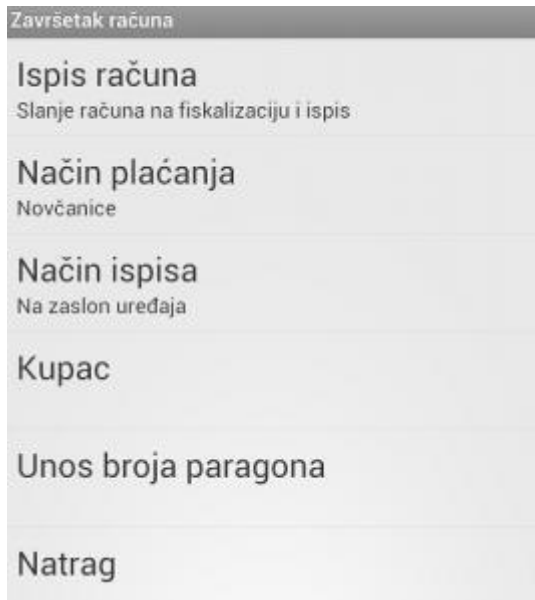 Završetak računa
Ispis računa
Slanje računa na fiskalizaciju i ispis
Način plaćanja
Novčanice
Način ispisa
Na zaslon uređaja
Kupac
Unos broja paragona
Natrag